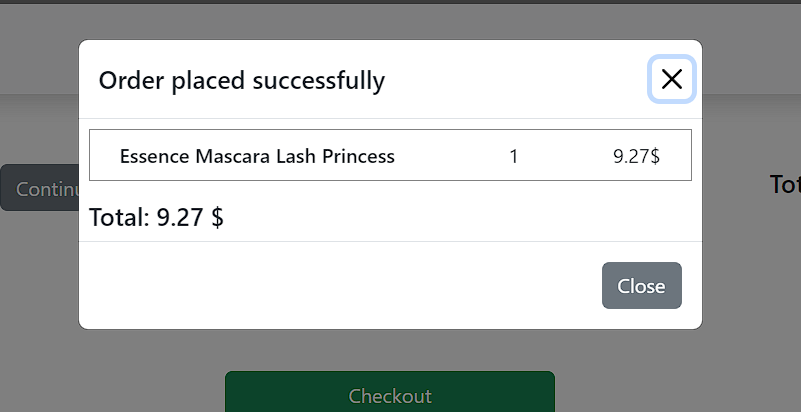 Order placed successfully
Essence Mascara Lash Princess 1 9.27$
Total: 9.27 $
Close
Checkout